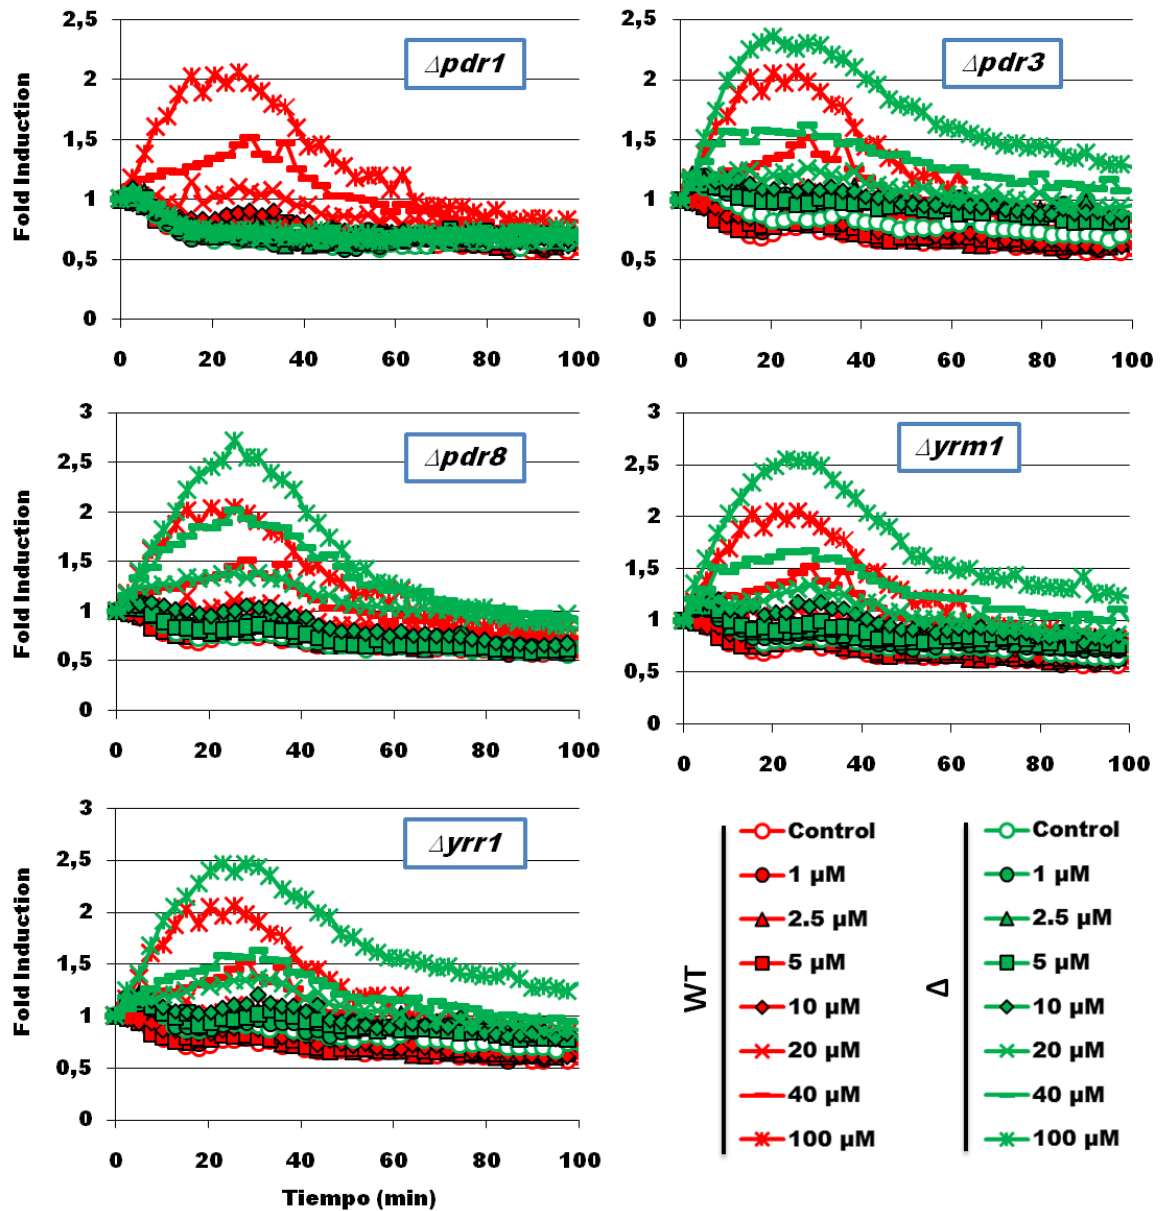 2,5
2
1,5
1
0,5
0
Fold Induction
Δpdr1
0 20 40 60 80 100
2,5
2
1,5
1
0,5
0
Fold Induction
Δpdr3
0 20 40 60 80 100
3
2,5
2
1,5
1
0,5
0
Fold Induction
Δpdr8
0 20 40 60 80 100
3
2,5
2
1,5
1
0,5
0
Fold Induction
Δyrm1
0 20 40 60 80 100
3
2,5
2
1,5
1
0,5
0
Fold Induction
Δyrr1
0 20 40 60 80 100
Tiempo (min)
WT
Control
1 µM
2.5 µM
5 µM
10 µM
20 µM
40 µM
100 µM
Δ
Control
1 µM
2.5 µM
5 µM
10 µM
20 µM
40 µM
100 µM